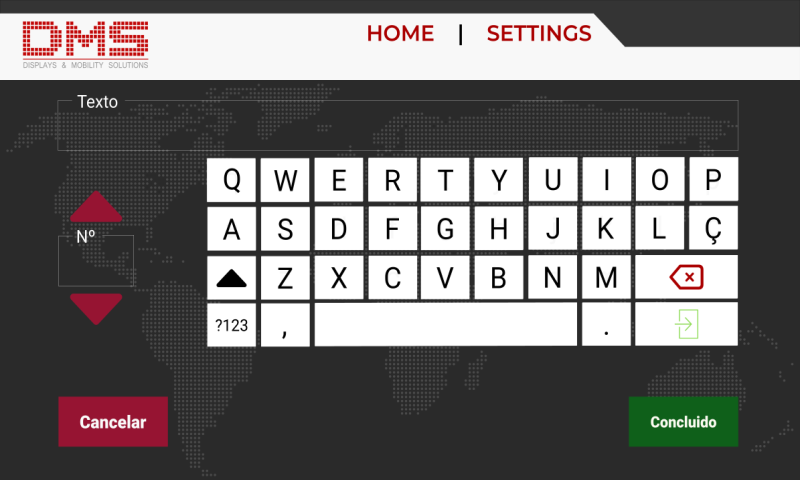 DMS
DISPLAYS & MOBILITY SOLUTIONS
HOME | SETTINGS
Texto
Q W E R T Y U I O P
Nº
A S D F G H J K L Ç
Z X C V B N M
?123 , .
Cancelar
Concluido